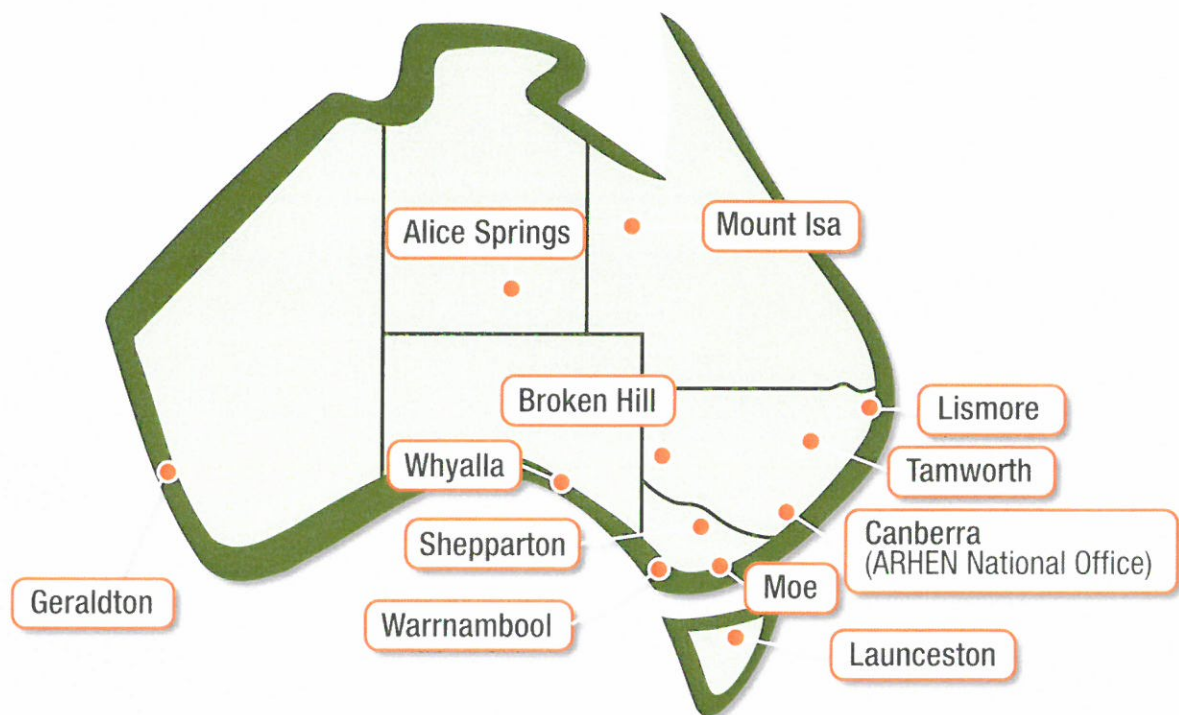 Alice Springs
Mount Isa
Broken Hill
Lismore
Whyalla
Tamworth
Shepparton
Canberra
(ARHEN National Office)
Geraldton
Moe
Warrnambool
Launceston